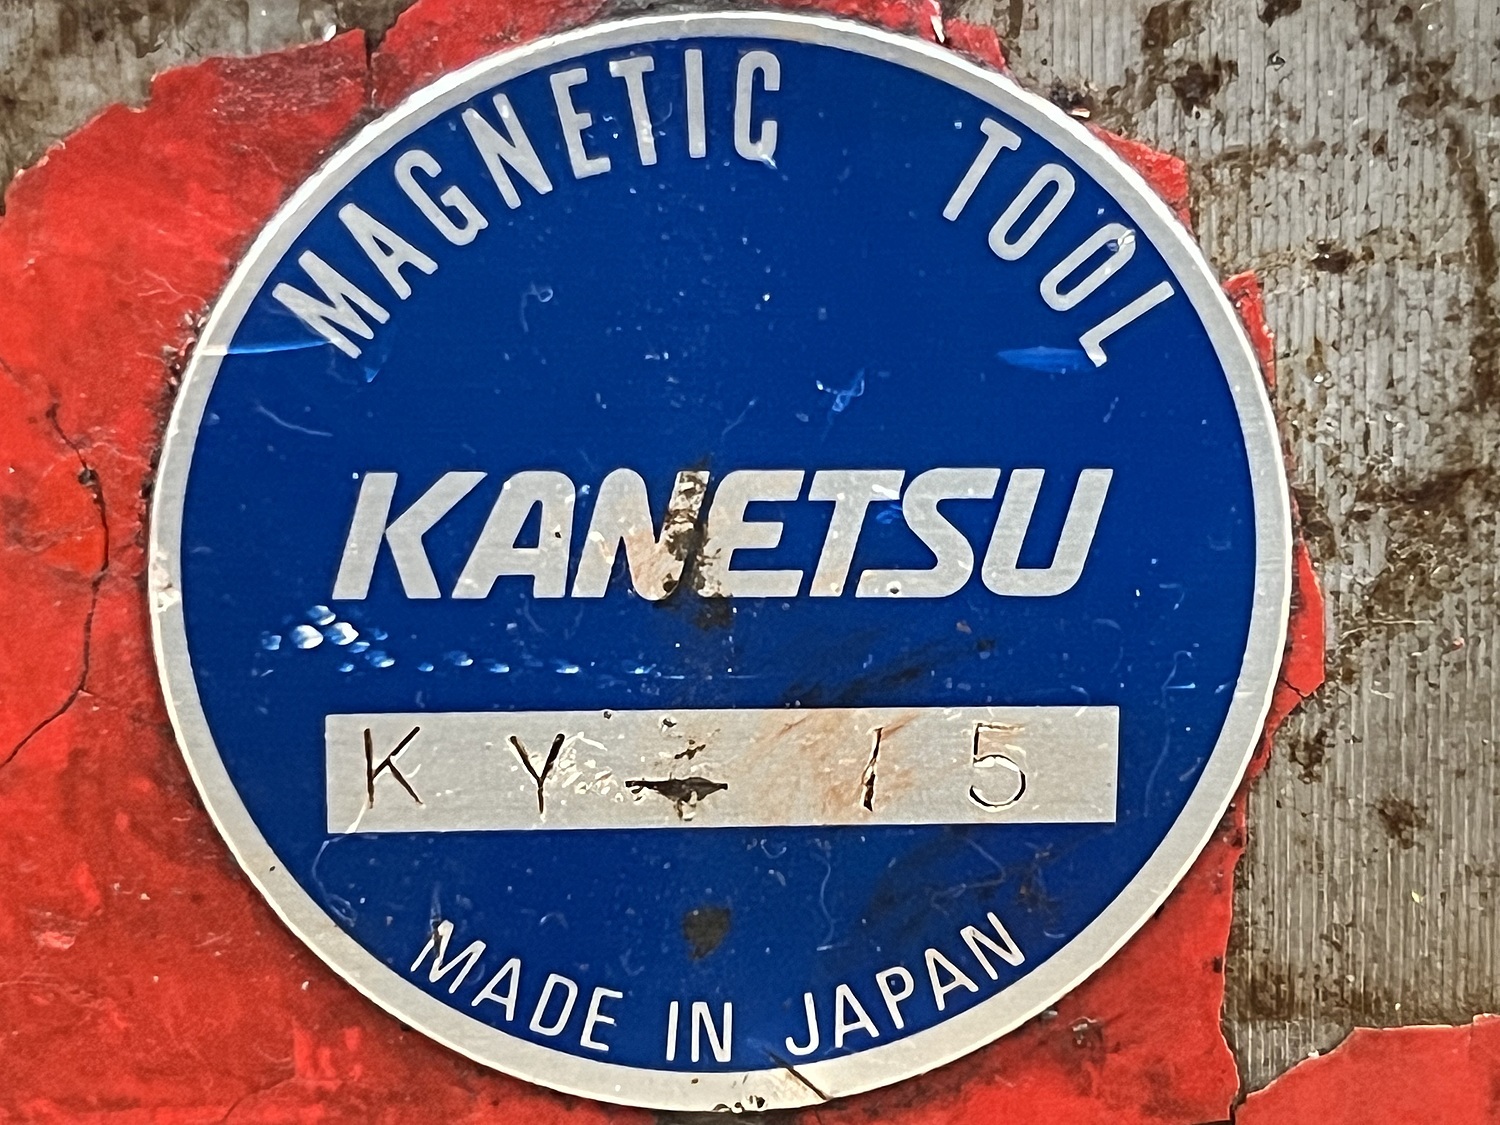 MAGNETIC TOOL
KANETSU
KY-15
MADE IN JAPAN